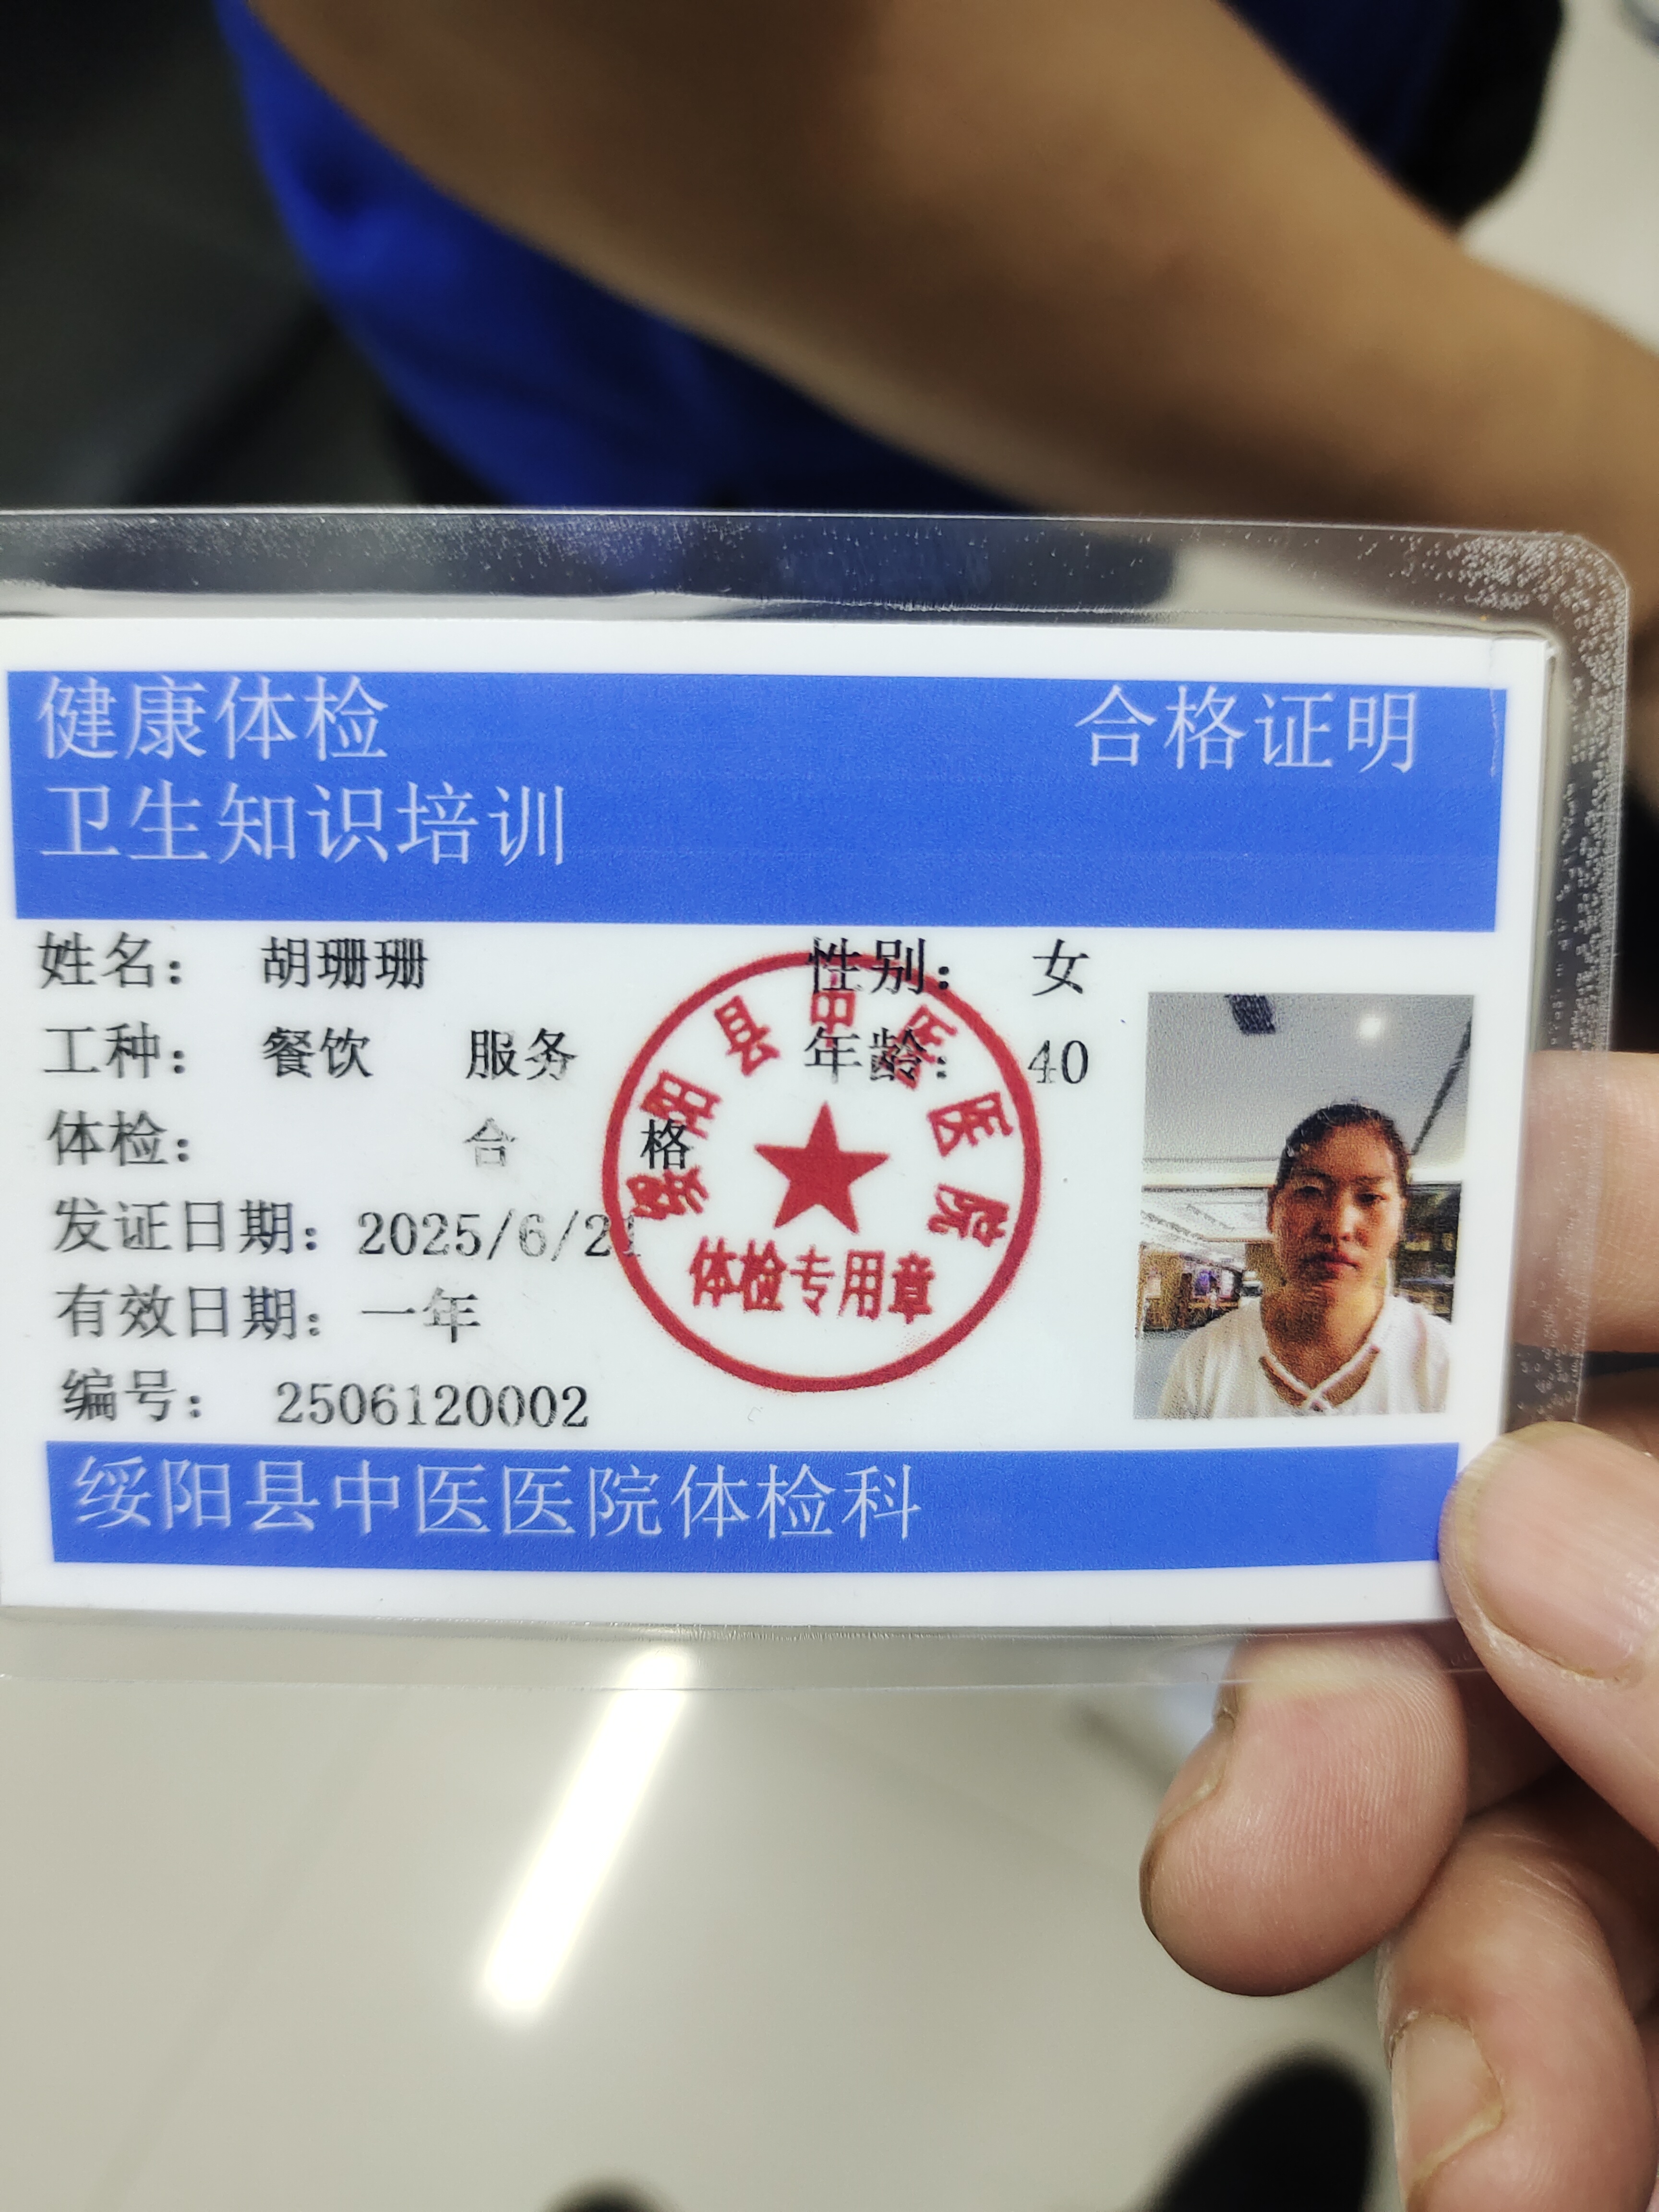 健康体检 合格证明
卫生知识培训
姓名： 胡珊珊 性别： 女
工种： 餐饮 服务 年龄： 40
体检： 合 格
发证日期：2025/6/21
有效日期：一年
编号： 2506120002
绥阳县中医医院
体检专用章
绥阳县中医医院体检科